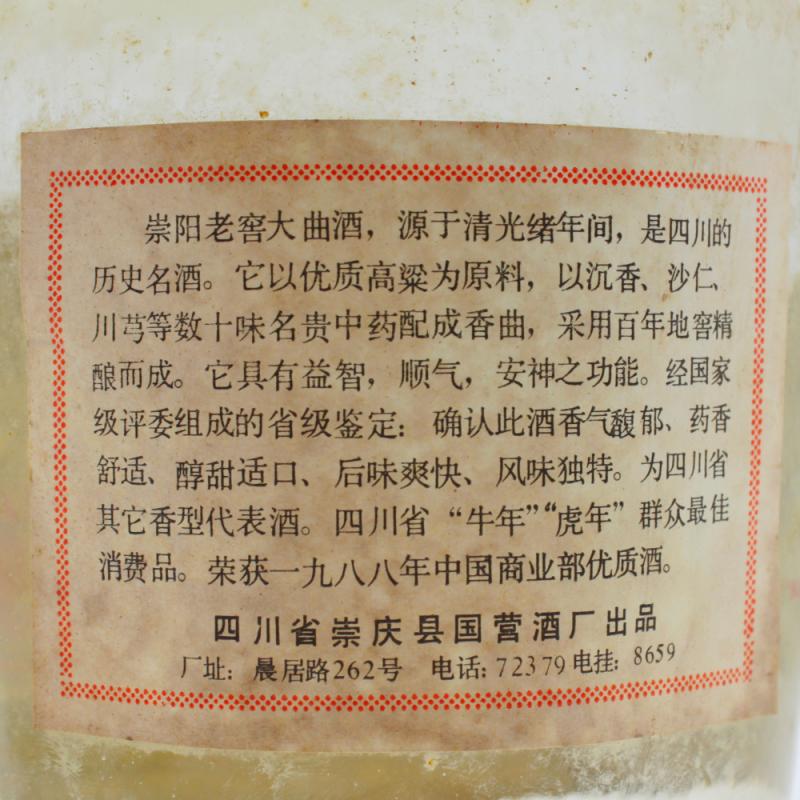 崇阳老窖大曲酒，源于清光绪年间，是四川的
历史名酒。它以优质高粱为原料，以沉香、沙仁、
川芎等数十味名贵中药配成香曲，采用百年地窖精
酿而成。它具有益智，顺气，安神之功能。经国家
级评委组成的省级鉴定：确认此酒香气馥郁、药香
舒适、醇甜适口、后味爽快、风味独特。为四川省
其它香型代表酒。四川省“牛年”“虎年”群众最佳
消费品。荣获一九八八年中国商业部优质酒。
四川省崇庆县国营酒厂出品
厂址：晨居路262号 电话：72379电挂：8659